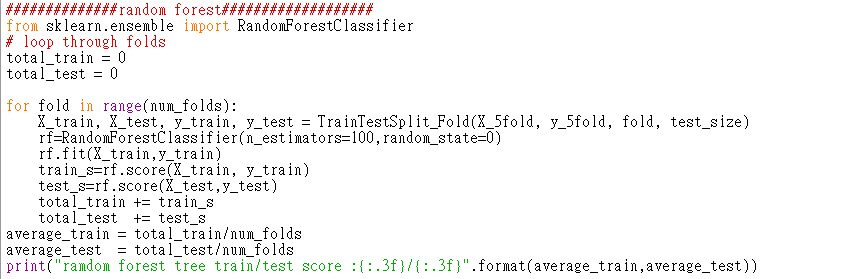 ##############random forest###################
from sklearn.ensemble import RandomForestClassifier
# loop through folds
total_train = 0
total_test = 0
for fold in range(num_folds):
    X_train, X_test, y_train, y_test = TrainTestSplit_Fold(X_5fold, y_5fold, fold, test_size)
    rf=RandomForestClassifier(n_estimators=100,random_state=0)
    rf.fit(X_train,y_train)
    train_s=rf.score(X_train, y_train)
    test_s=rf.score(X_test,y_test)
    total_train += train_s
    total_test  += test_s
average_train = total_train/num_folds
average_test  = total_test/num_folds
print("ramdom forest tree train/test score :{:.3f}/{:.3f}".format(average_train,average_test))